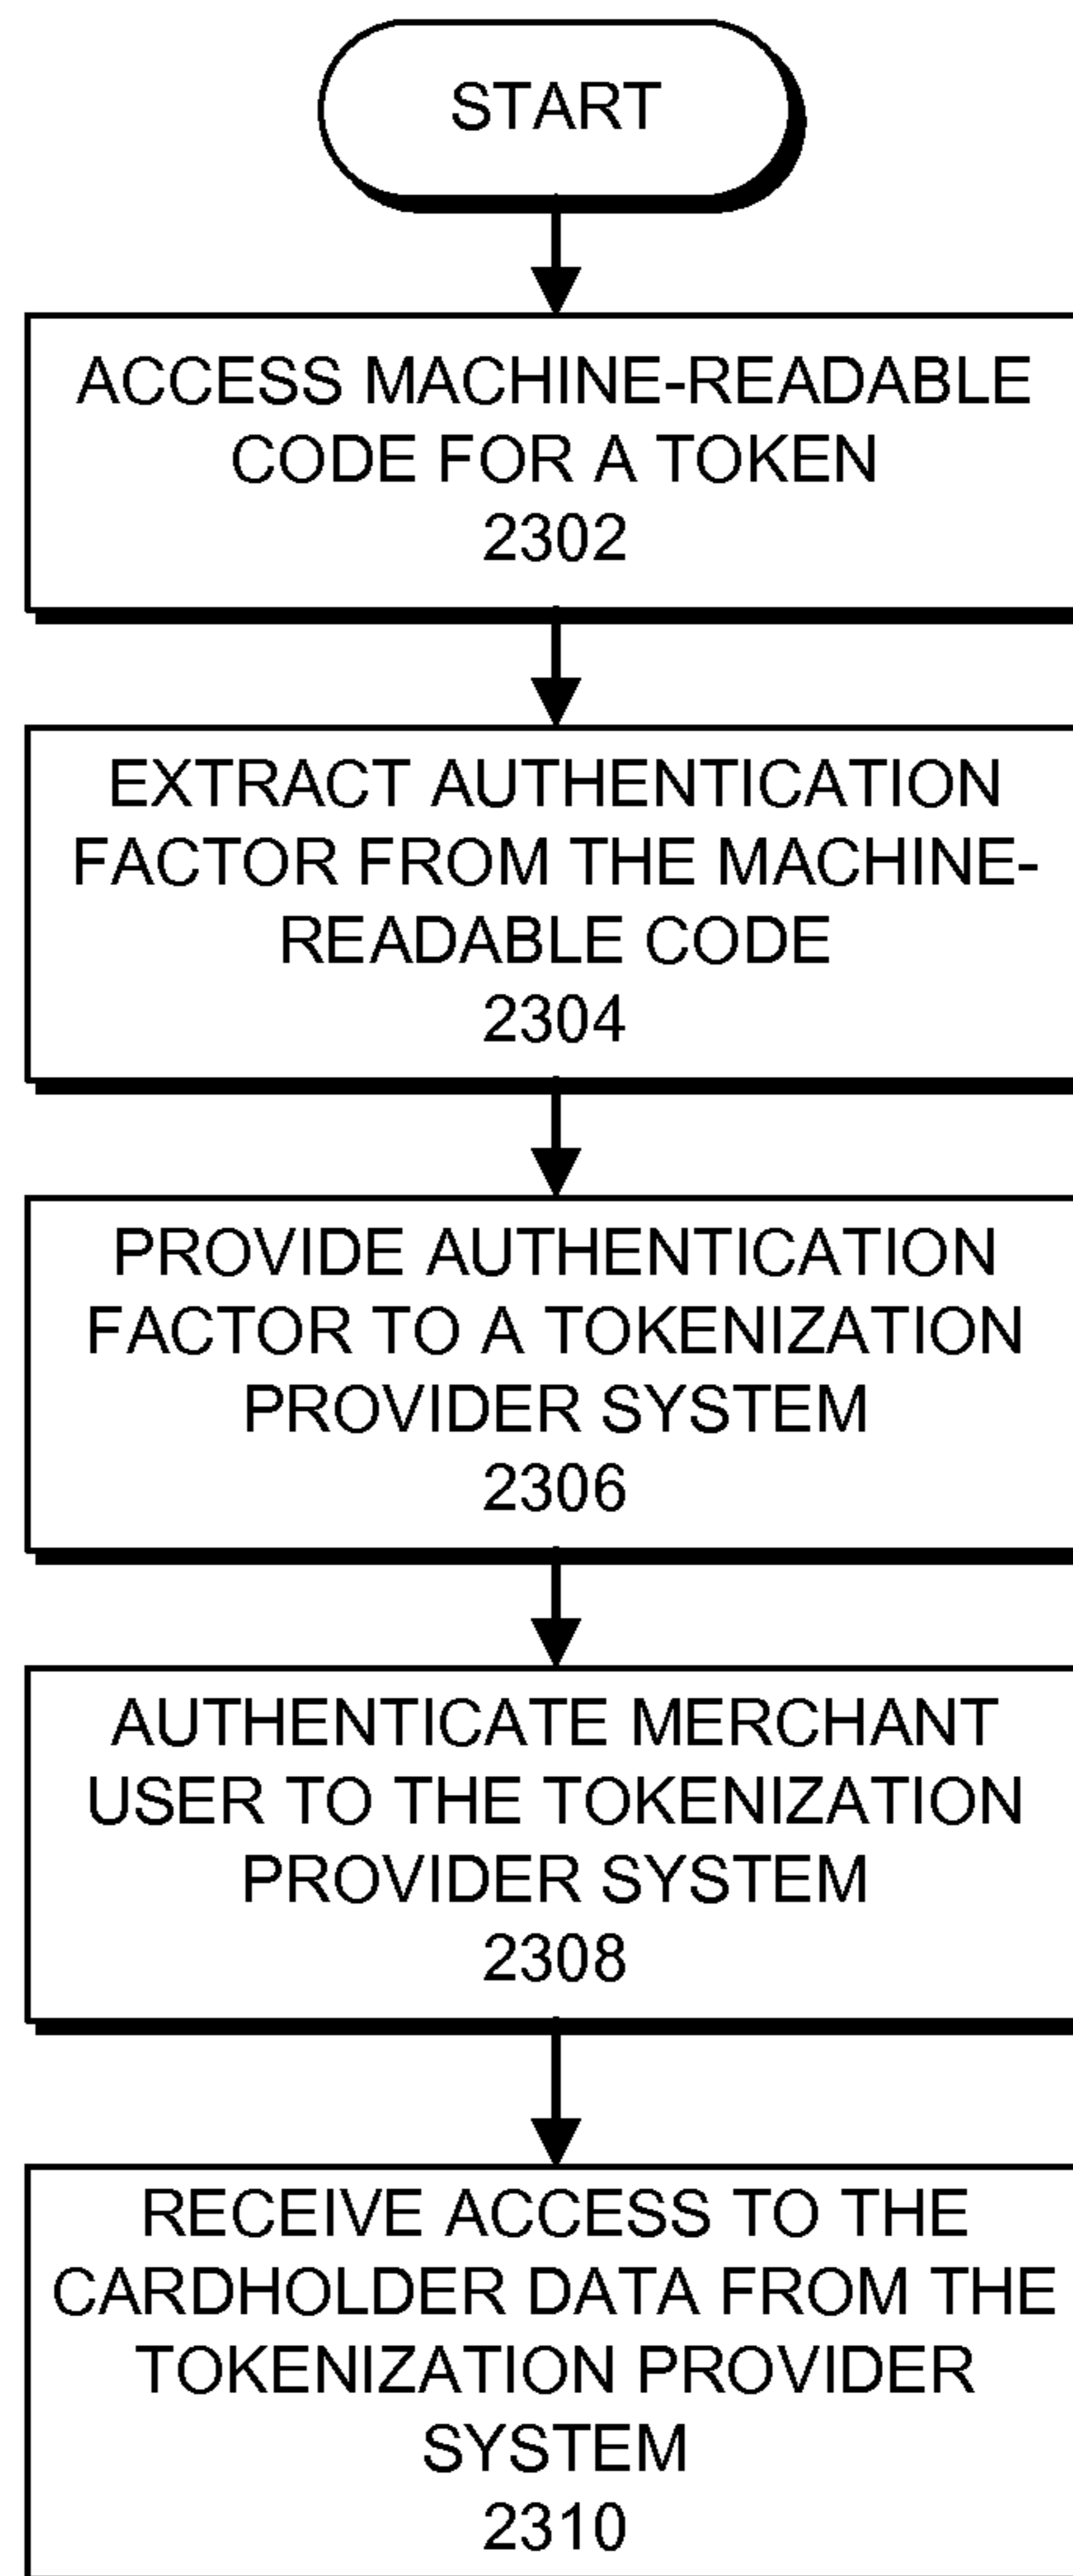 START
ACCESS MACHINE-READABLE
CODE FOR A TOKEN
2302
EXTRACT AUTHENTICATION
FACTOR FROM THE MACHINE-
READABLE CODE
2304
PROVIDE AUTHENTICATION
FACTOR TO A TOKENIZATION
PROVIDER SYSTEM
2306
AUTHENTICATE MERCHANT
USER TO THE TOKENIZATION
PROVIDER SYSTEM
2308
RECEIVE ACCESS TO THE
CARDHOLDER DATA FROM THE
TOKENIZATION PROVIDER
SYSTEM
2310